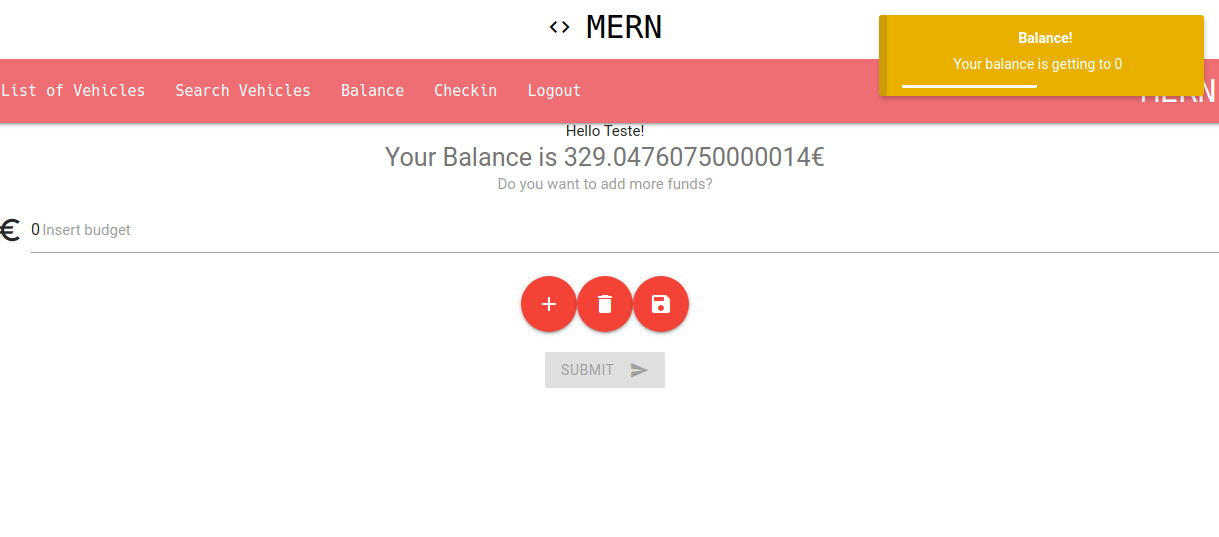 <> MERN
Balance!
Your balance is getting to 0
List of Vehicles Search Vehicles Balance Checkin Logout MERN
Hello Teste!
Your Balance is 329.04760750000014€
Do you want to add more funds?
€ 0 Insert budget
SUBMIT